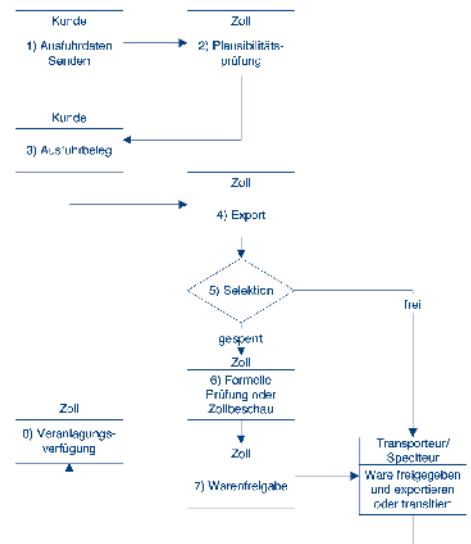 Kunde
1) Ausfuhrdaten
Senden
Zoll
2) Plausibilitäts-
prüfung
Kunde
3) Ausfuhrbeleg
Zoll
4) Export
5) Selektion
frei
gesperrt
Zoll
6) Formelle
Prüfung oder
Zollbeschau
Zoll
8) Veranlagungs-
verfügung
Zoll
7) Warenfreigabe
Transporteur/
Spediteur
Ware freigegeben
und exportieren
oder transitiert